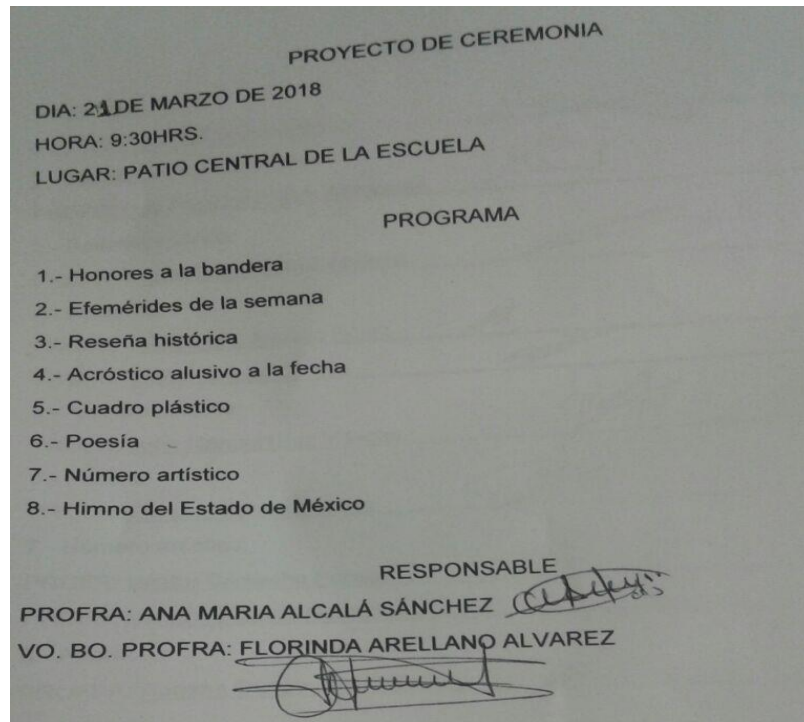 PROYECTO DE CEREMONIA
DIA: 21 DE MARZO DE 2018
HORA: 9:30HRS.
LUGAR: PATIO CENTRAL DE LA ESCUELA
PROGRAMA
1.- Honores a la bandera
2.- Efemérides de la semana
3.- Reseña histórica
4.- Acróstico alusivo a la fecha
5.- Cuadro plástico
6.- Poesía
7.- Número artístico
8.- Himno del Estado de México
RESPONSABLE
PROFRA: ANA MARIA ALCALÁ SÁNCHEZ
VO. BO. PROFRA: FLORINDA ARELLANO ALVAREZ